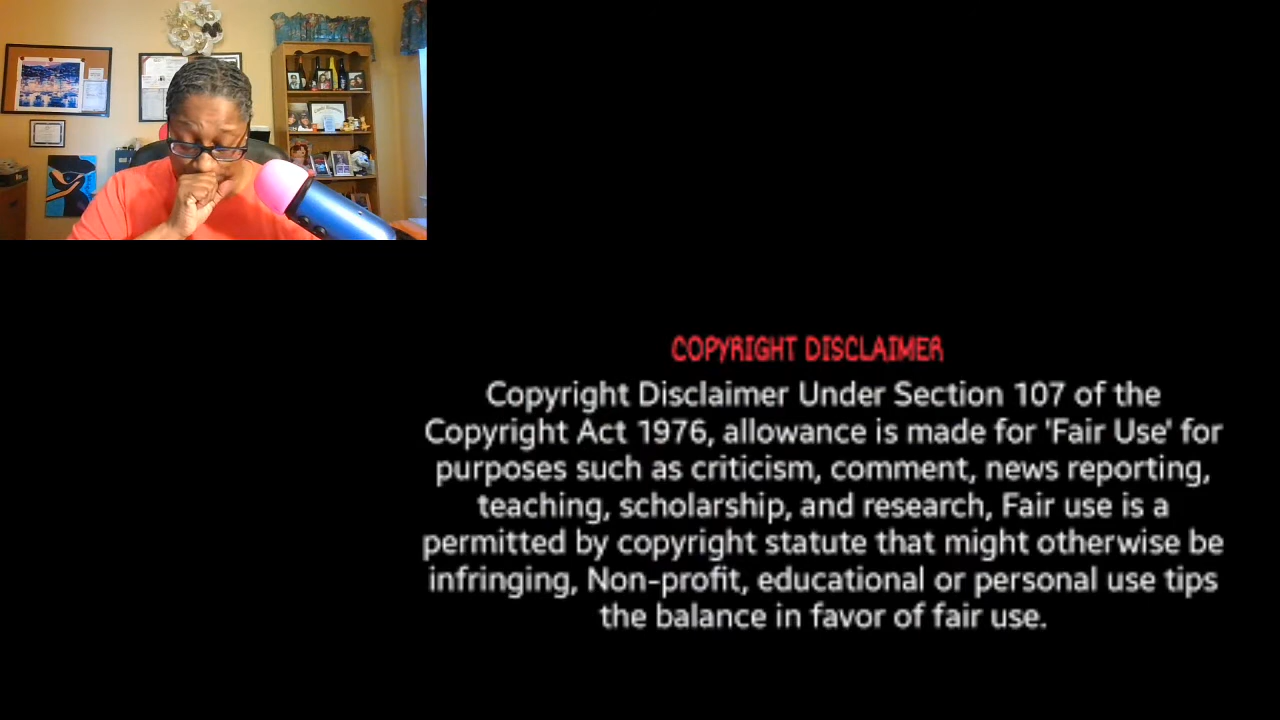 COPYRIGHT DISCLAIMER
Copyright Disclaimer Under Section 107 of the
Copyright Act 1976, allowance is made for 'Fair Use' for
purposes such as criticism, comment, news reporting,
teaching, scholarship, and research, Fair use is a
permitted by copyright statute that might otherwise be
infringing, Non-profit, educational or personal use tips
the balance in favor of fair use.